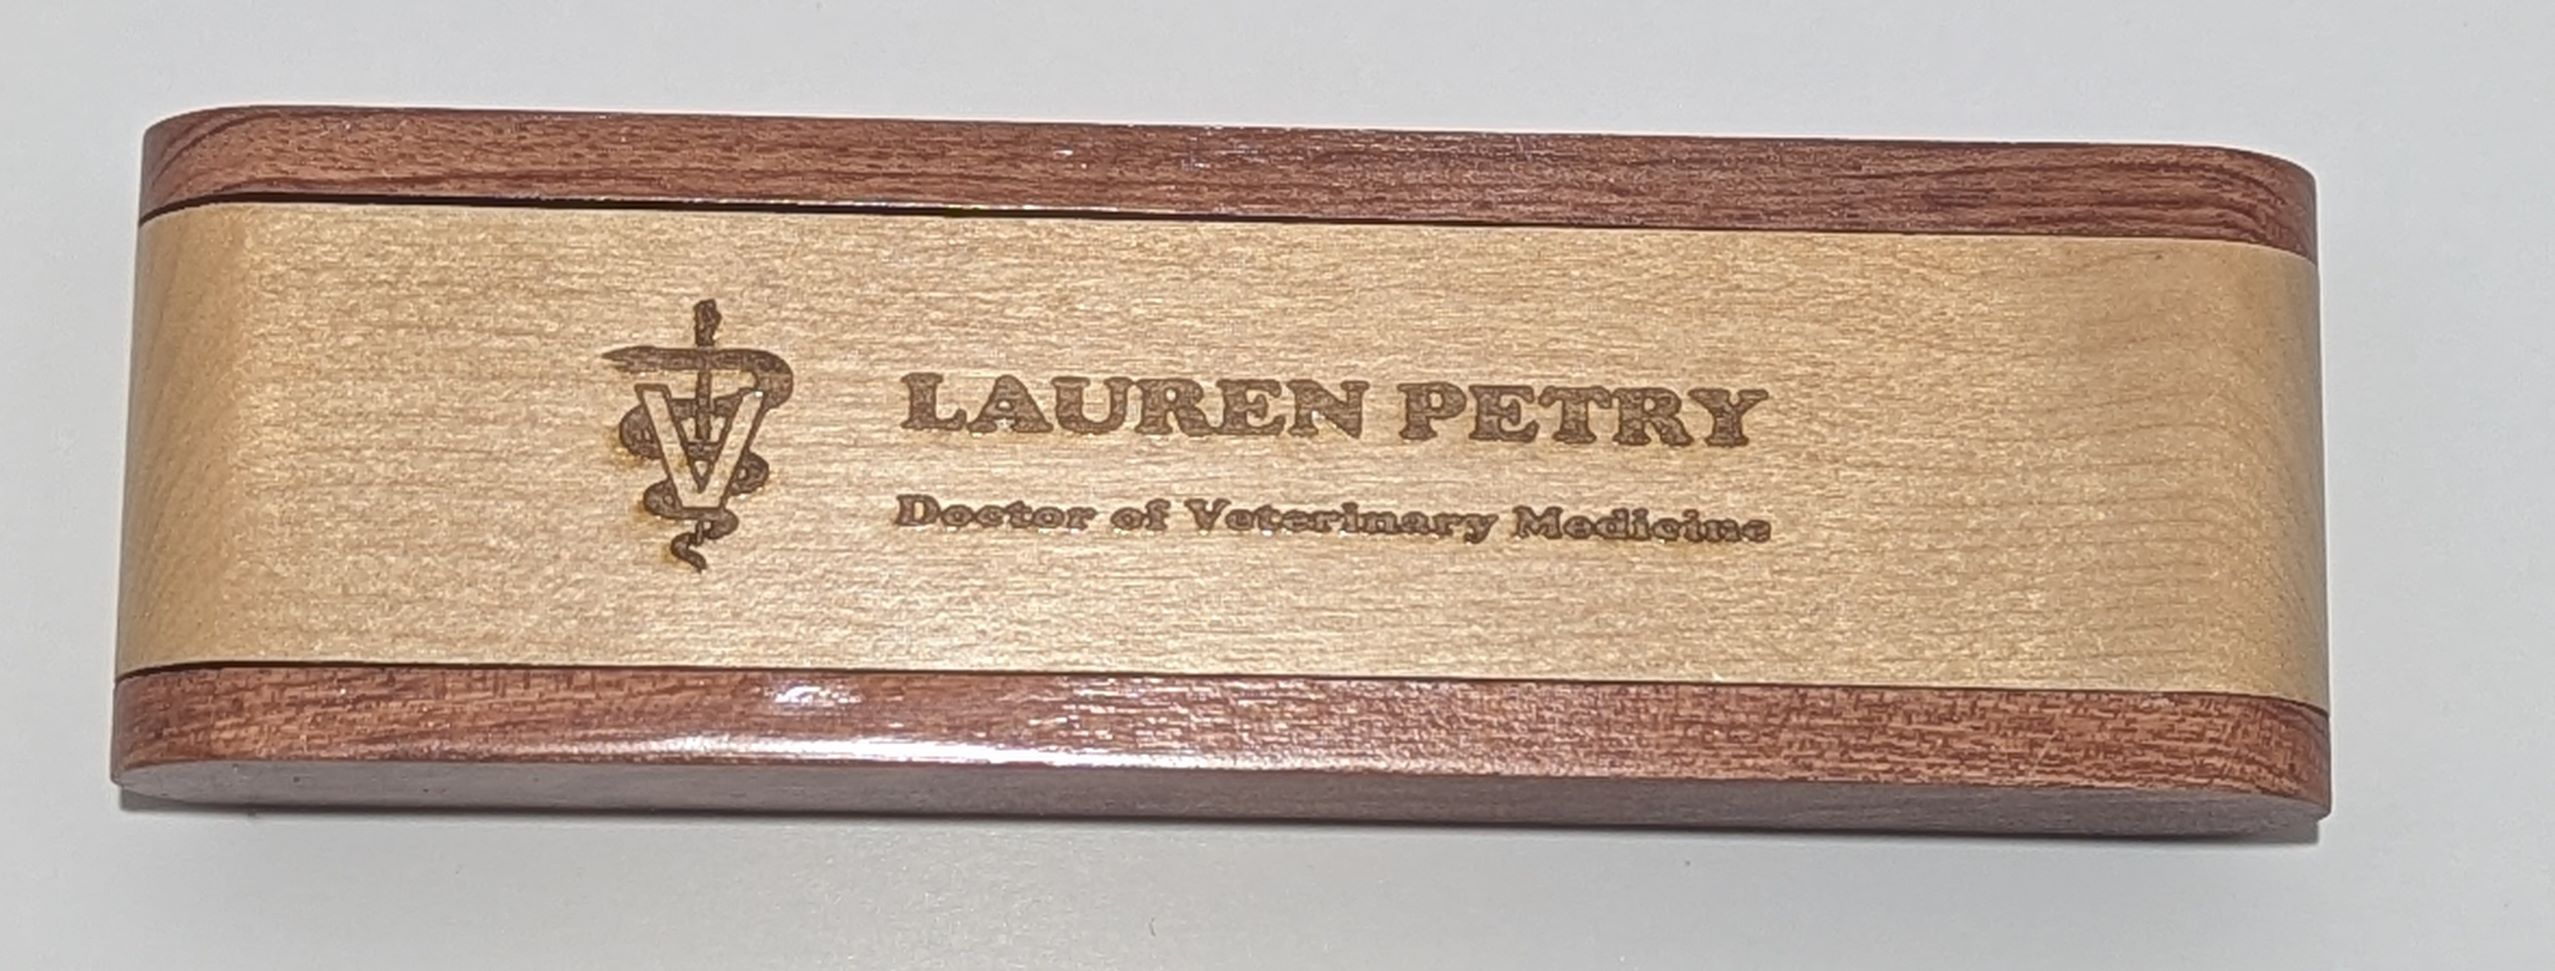 LAUREN PETRY
Doctor of Veterinary Medicine